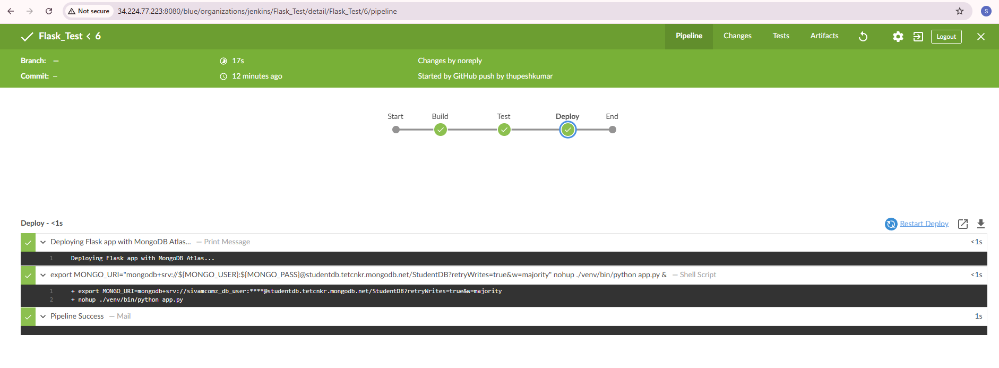 Not secure 34.224.77.223:8080/blue/organizations/jenkins/Flask_Test/detail/Flask_Test/6/pipeline S
Flask_Test < 6 Pipeline Changes Tests Artifacts Logout
Branch: — 17s Changes by noreply
Commit: — 12 minutes ago Started by GitHub push by thupeshkumar
Start Build Test Deploy End
Deploy - <1s Restart Deploy
Deploying Flask app with MongoDB Atlas... — Print Message <1s
1 Deploying Flask app with MongoDB Atlas...
export MONGO_URI="mongodb+srv://${MONGO_USER}:${MONGO_PASS}@studentdb.tetcnkr.mongodb.net/StudentDB?retryWrites=true&w=majority" nohup ./venv/bin/python app.py & — Shell Script <1s
1 + export MONGO_URI=mongodb+srv://sivamcomz_db_user:****@studentdb.tetcnkr.mongodb.net/StudentDB?retryWrites=true&w=majority
2 + nohup ./venv/bin/python app.py
Pipeline Success — Mail 1s